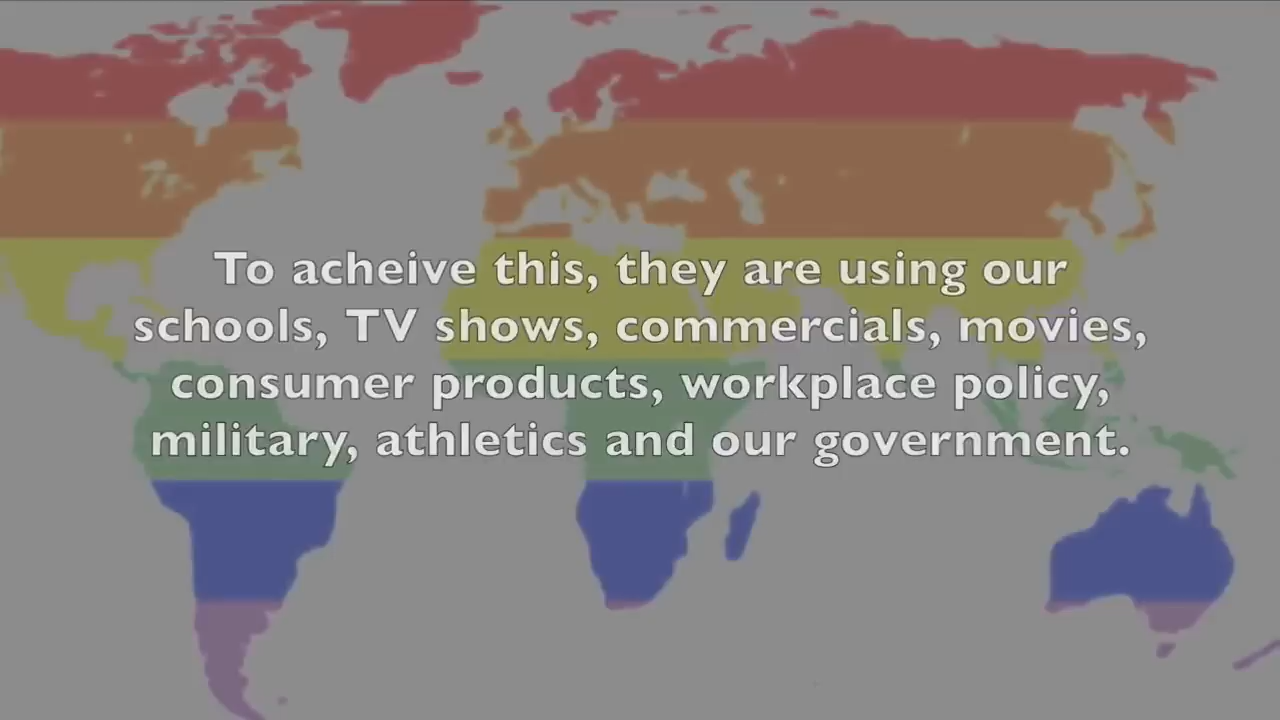 To acheive this, they are using our
schools, TV shows, commercials, movies,
consumer products, workplace policy,
military, athletics and our government.